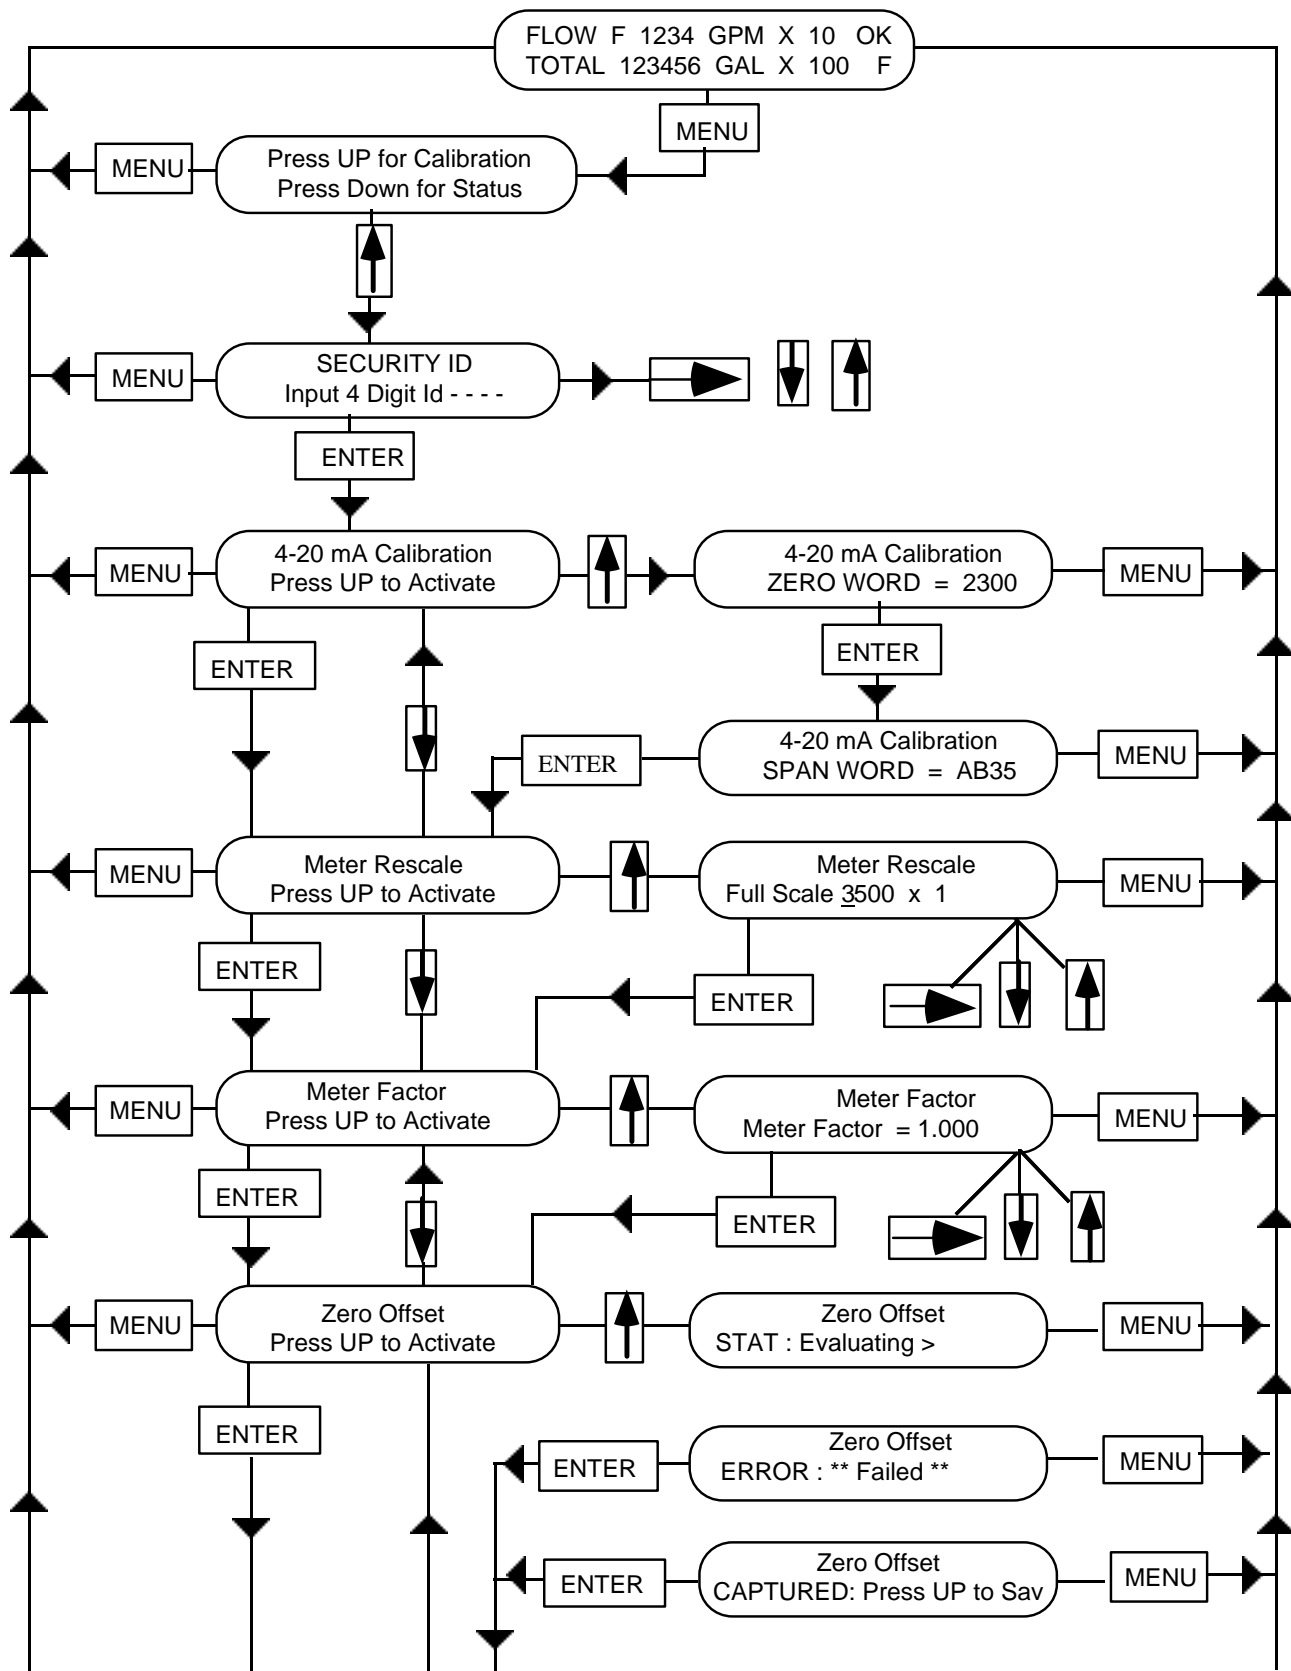 FLOW F 1234 GPM X 10 OK
TOTAL 123456 GAL X 100 F
MENU
MENU
Press UP for Calibration
Press Down for Status
MENU
SECURITY ID
Input 4 Digit Id - - - -
ENTER
MENU
4-20 mA Calibration
Press UP to Activate
4-20 mA Calibration
ZERO WORD = 2300
MENU
ENTER
ENTER
ENTER
4-20 mA Calibration
SPAN WORD = AB35
MENU
MENU
Meter Rescale
Press UP to Activate
Meter Rescale
Full Scale 3500 x 1
MENU
ENTER
ENTER
MENU
Meter Factor
Press UP to Activate
Meter Factor
Meter Factor = 1.000
MENU
ENTER
ENTER
MENU
Zero Offset
Press UP to Activate
Zero Offset
STAT : Evaluating >
MENU
ENTER
ENTER
Zero Offset
ERROR : ** Failed **
MENU
ENTER
Zero Offset
CAPTURED: Press UP to Sav
MENU